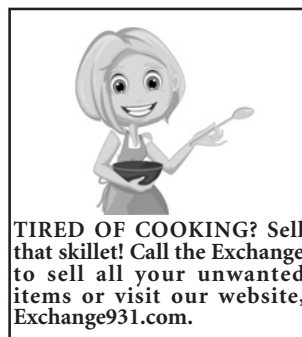 TIRED OF COOKING? Sell
that skillet! Call the Exchange
to sell all your unwanted
items or visit our website,
Exchange931.com.